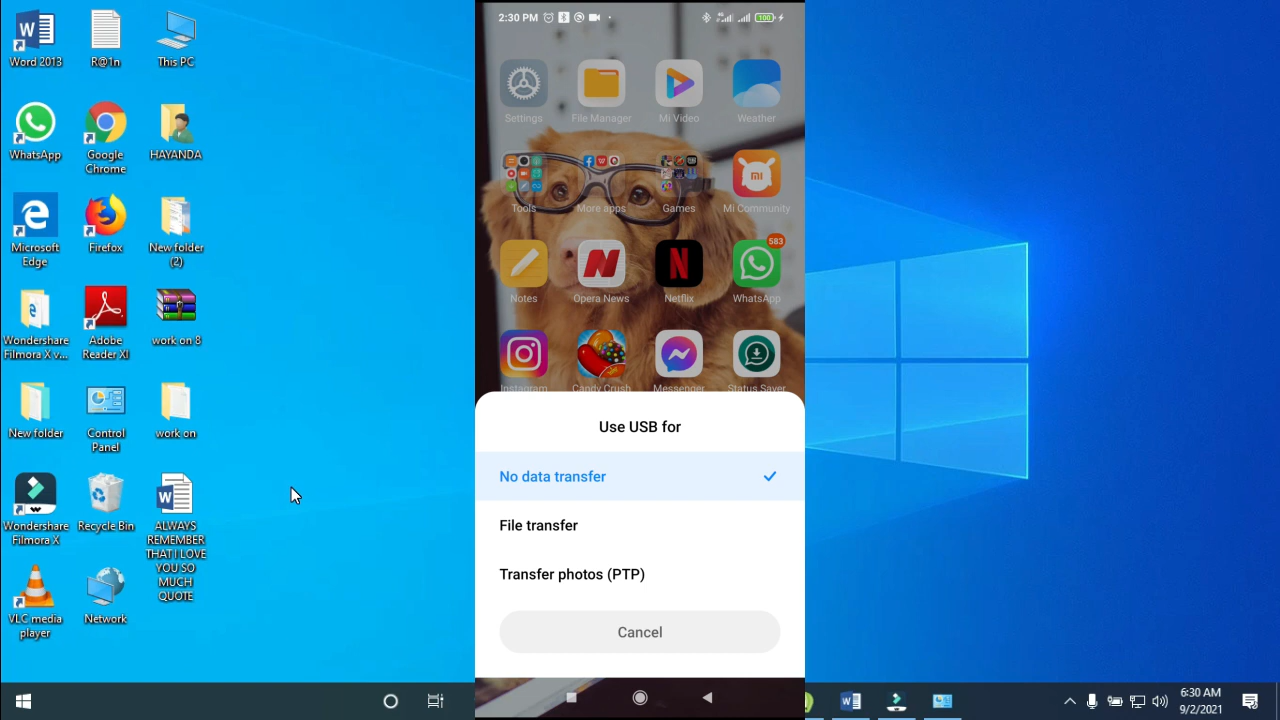 Word 2013
R@1n
This PC
WhatsApp
Google
Chrome
HAYANDA
Microsoft
Edge
Firefox
New folder
(2)
Wondershare
Filmora X v...
Adobe
Reader XI
work on 8
New folder
Control
Panel
work on
Wondershare
Filmora X
Recycle Bin
ALWAYS
REMEMBER
THAT I LOVE
YOU SO
MUCH
QUOTE
VLC media
player
Network
2:30 PM
4G
100
Settings
File Manager
Mi Video
Weather
Tools
More apps
Games
mi
Mi Community
583
Notes
Opera News
Netflix
WhatsApp
Instagram
Candy Crush
Messenger
Status Saver
Use USB for
No data transfer
File transfer
Transfer photos (PTP)
Cancel
6:30 AM
9/2/2021